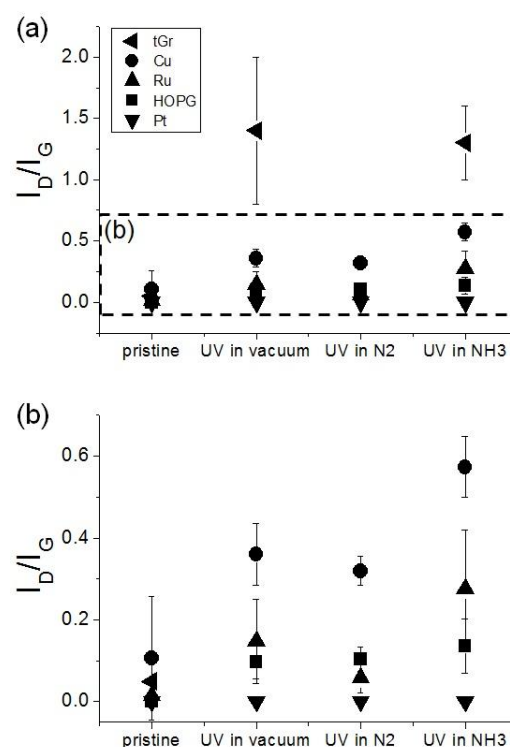 (a)
tGr
Cu
Ru
HOPG
Pt
2.0
1.5
1.0
0.5
0.0
I_D/I_G
(b)
pristine UV in vacuum UV in N2 UV in NH3
(b)
0.6
0.4
0.2
0.0
I_D/I_G
pristine UV in vacuum UV in N2 UV in NH3